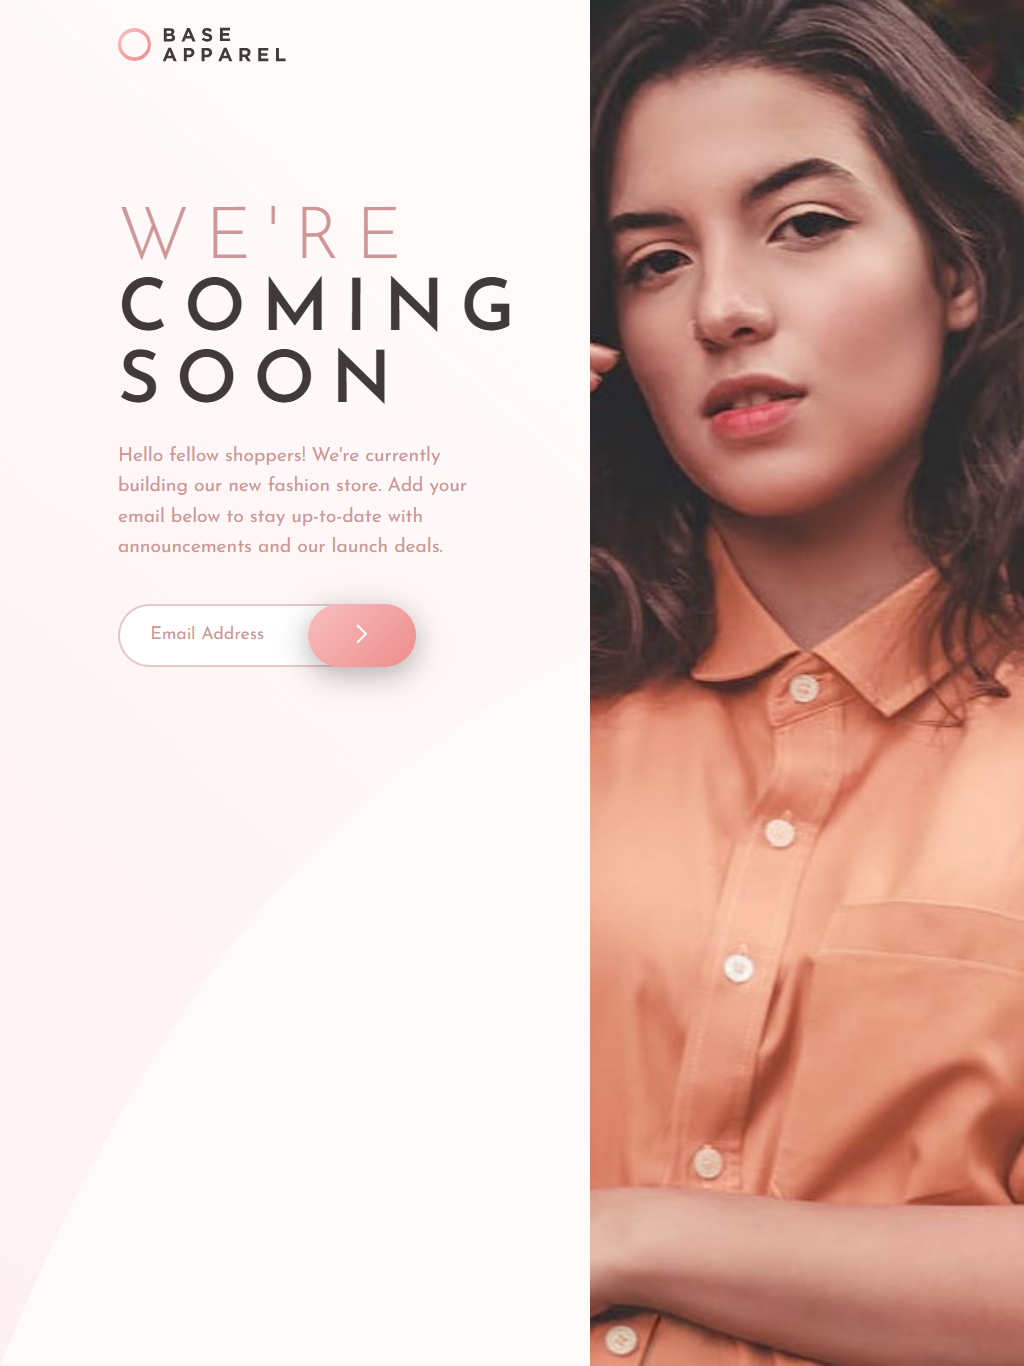 BASE
APPAREL
WE'RE
COMING
SOON
Hello fellow shoppers! We're currently
building our new fashion store. Add your
email below to stay up-to-date with
announcements and our launch deals.
Email Address